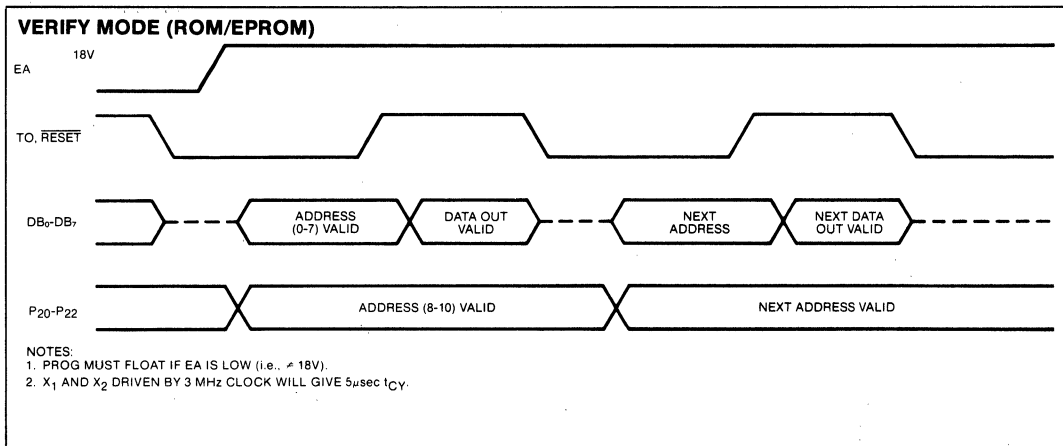 VERIFY MODE (ROM/EPROM)
18V
EA
TO, RESET
DB₀-DB₇
ADDRESS
(0-7) VALID
DATA OUT
VALID
NEXT
ADDRESS
NEXT DATA
OUT VALID
P20-P22
ADDRESS (8-10) VALID
NEXT ADDRESS VALID
NOTES:
1. PROG MUST FLOAT IF EA IS LOW (i.e., ≠ 18V).
2. X₁ AND X₂ DRIVEN BY 3 MHz CLOCK WILL GIVE 5μsec tCY.